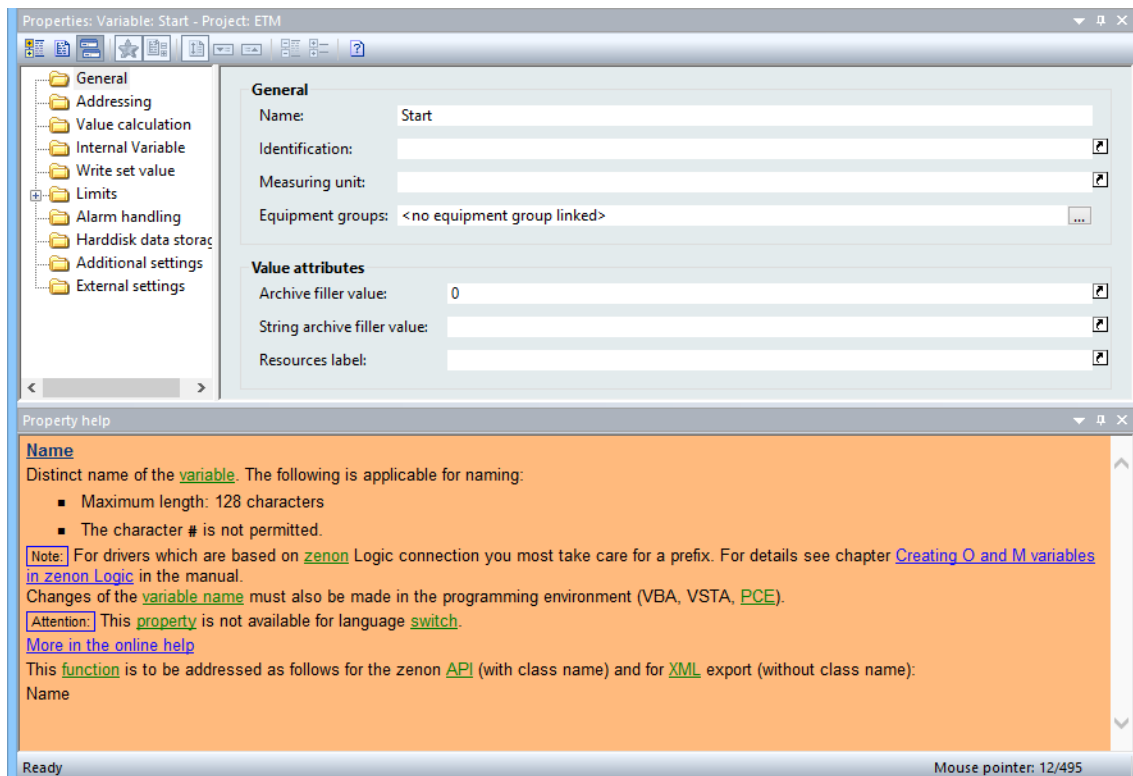 Properties: Variable: Start - Project: ETM
General
Addressing
Value calculation
Internal Variable
Write set value
Limits
Alarm handling
Harddisk data storag
Additional settings
External settings
General
Name: Start
Identification:
Measuring unit:
Equipment groups: <no equipment group linked> ...
Value attributes
Archive filler value: 0
String archive filler value:
Resources label:
Property help
Name
Distinct name of the variable. The following is applicable for naming:
▪ Maximum length: 128 characters
▪ The character # is not permitted.
Note: For drivers which are based on zenon Logic connection you most take care for a prefix. For details see chapter Creating O and M variables
in zenon Logic in the manual.
Changes of the variable name must also be made in the programming environment (VBA, VSTA, PCE).
Attention: This property is not available for language switch.
More in the online help
This function is to be addressed as follows for the zenon API (with class name) and for XML export (without class name):
Name
Ready Mouse pointer: 12/495